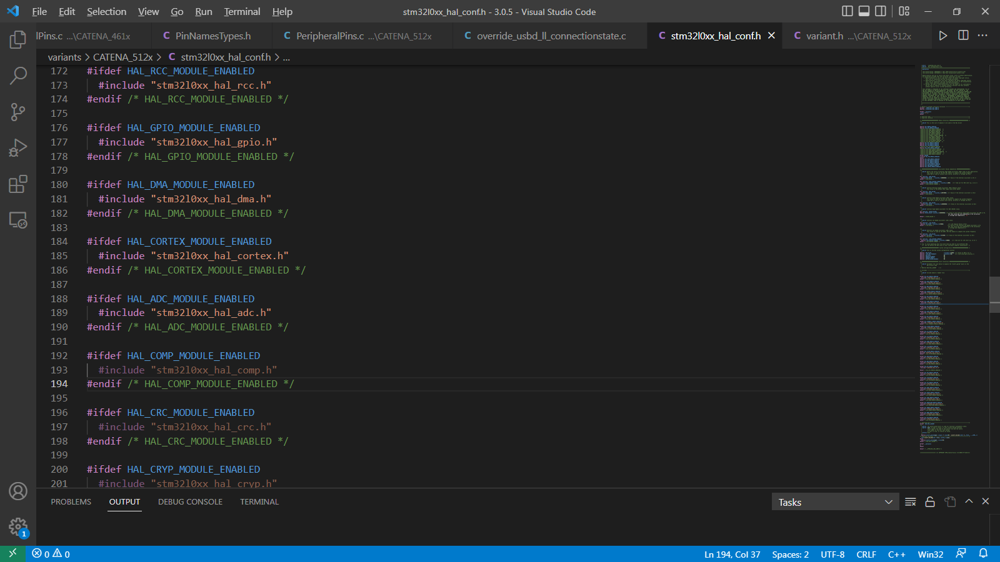 File Edit Selection View Go Run Terminal Help
stm32l0xx_hal_conf.h - 3.0.5 - Visual Studio Code
lPins.c ...\CATENA_461x
C PinNamesTypes.h
C PeripheralPins.c ...\CATENA_512x
C override_usbd_ll_connectionstate.c
C stm32l0xx_hal_conf.h
C variant.h ...\CATENA_512x
variants > CATENA_512x > C stm32l0xx_hal_conf.h > ...
172 #ifdef HAL_RCC_MODULE_ENABLED
173 #include "stm32l0xx_hal_rcc.h"
174 #endif /* HAL_RCC_MODULE_ENABLED */
175
176 #ifdef HAL_GPIO_MODULE_ENABLED
177 #include "stm32l0xx_hal_gpio.h"
178 #endif /* HAL_GPIO_MODULE_ENABLED */
179
180 #ifdef HAL_DMA_MODULE_ENABLED
181 #include "stm32l0xx_hal_dma.h"
182 #endif /* HAL_DMA_MODULE_ENABLED */
183
184 #ifdef HAL_CORTEX_MODULE_ENABLED
185 #include "stm32l0xx_hal_cortex.h"
186 #endif /* HAL_CORTEX_MODULE_ENABLED */
187
188 #ifdef HAL_ADC_MODULE_ENABLED
189 #include "stm32l0xx_hal_adc.h"
190 #endif /* HAL_ADC_MODULE_ENABLED */
191
192 #ifdef HAL_COMP_MODULE_ENABLED
193 #include "stm32l0xx_hal_comp.h"
194 #endif /* HAL_COMP_MODULE_ENABLED */
195
196 #ifdef HAL_CRC_MODULE_ENABLED
197 #include "stm32l0xx_hal_crc.h"
198 #endif /* HAL_CRC_MODULE_ENABLED */
199
200 #ifdef HAL_CRYP_MODULE_ENABLED
201 #include "stm32l0xx_hal_cryp.h"
PROBLEMS OUTPUT DEBUG CONSOLE TERMINAL
Tasks
1
0 0
Ln 194, Col 37 Spaces: 2 UTF-8 CRLF C++ Win32